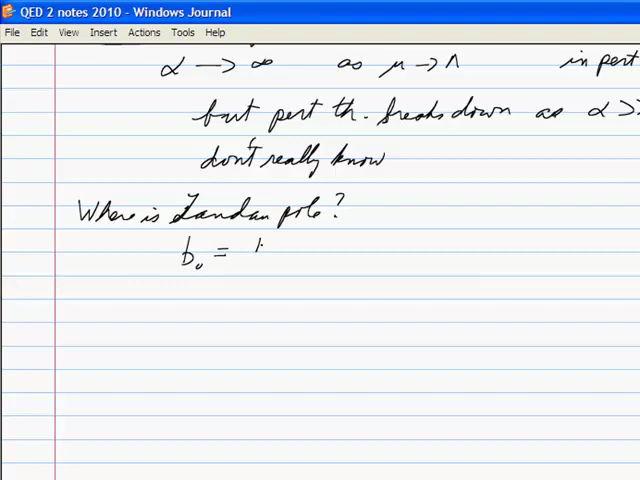 QED 2 notes 2010 - Windows Journal
File Edit View Insert Actions Tools Help
α → ∞ as μ → Λ in pert
but pert th. breaks down as α >
don't really know
Where is Landau pole?
b₀ =